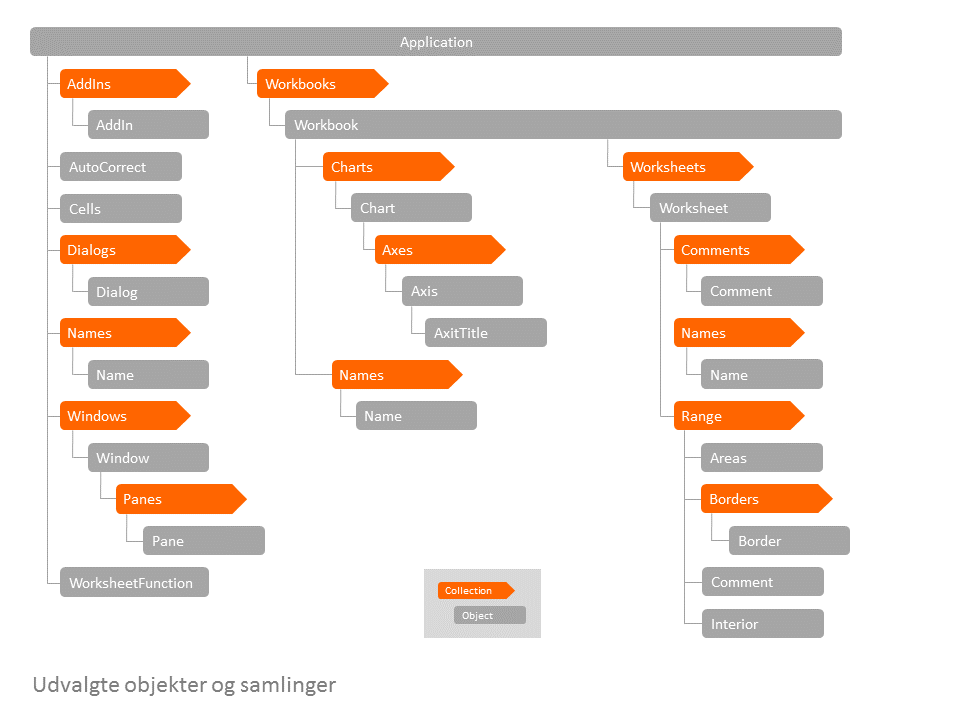 Application
AddIns
AddIn
AutoCorrect
Cells
Dialogs
Dialog
Names
Name
Windows
Window
Panes
Pane
WorksheetFunction
Workbooks
Workbook
Charts
Chart
Axes
Axis
AxitTitle
Names
Name
Worksheets
Worksheet
Comments
Comment
Names
Name
Range
Areas
Borders
Border
Comment
Interior
Collection
Object
Udvalgte objekter og samlinger